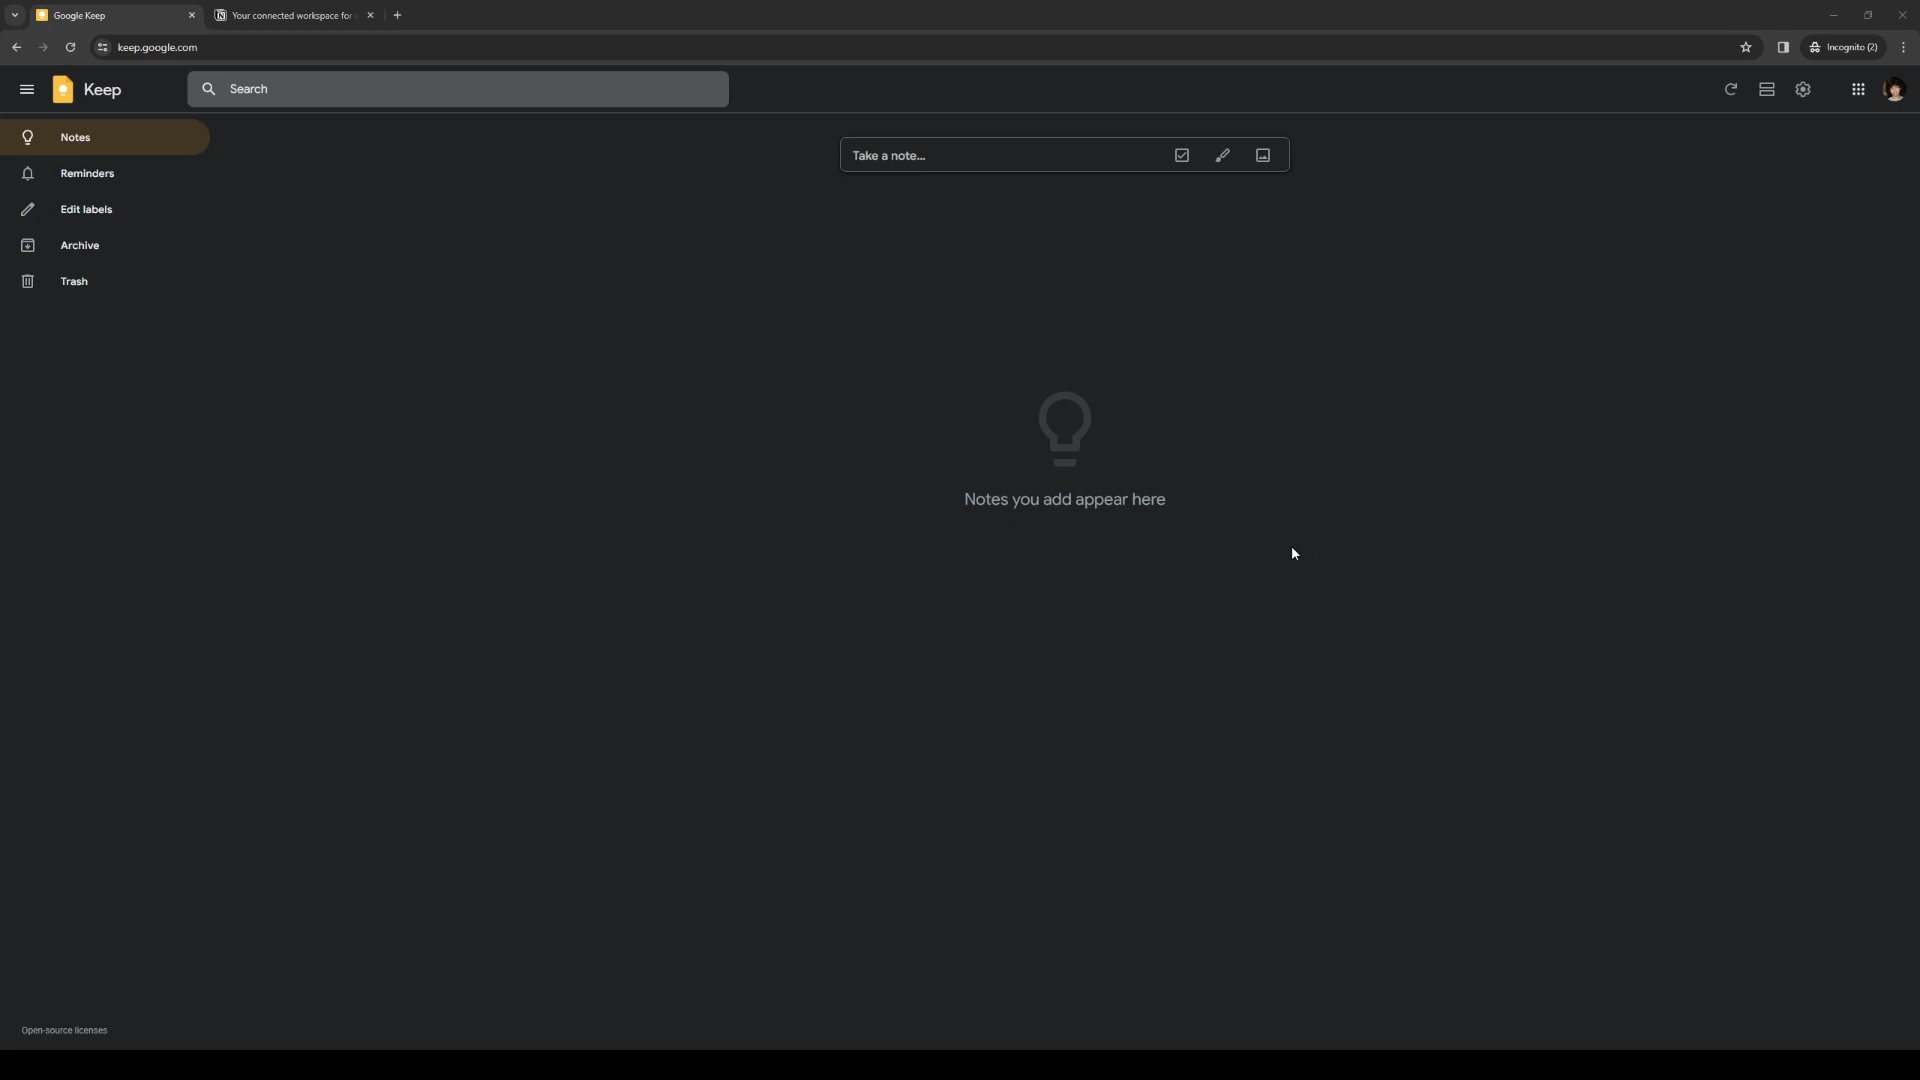 Google Keep
Your connected workspace for
keep.google.com
Incognito (2)
Keep
Search
Notes
Take a note...
Reminders
Edit labels
Archive
Trash
Notes you add appear here
Open-source licenses